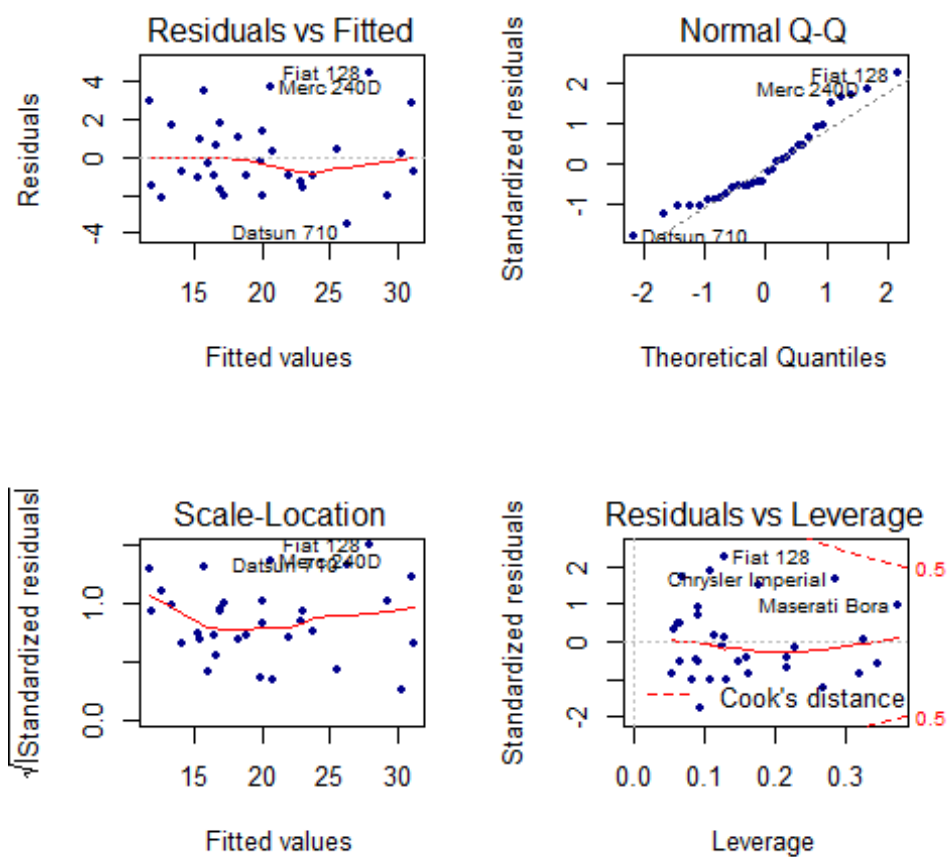 Residuals vs Fitted
Residuals
4
2
0
-4
Fiat 128
Merc 240D
Datsun 710
15 20 25 30
Fitted values
Normal Q-Q
Standardized residuals
2
1
0
-1
Fiat 128
Merc 240D
Datsun 710
-2 -1 0 1 2
Theoretical Quantiles
Scale-Location
√|Standardized residuals|
1.0
0.0
Fiat 128
Datsun 710
Merc 240D
15 20 25 30
Fitted values
Residuals vs Leverage
Standardized residuals
2
1
0
-2
Fiat 128
Chrysler Imperial
Maserati Bora
0.5
Cook's distance
0.5
0.0 0.1 0.2 0.3
Leverage